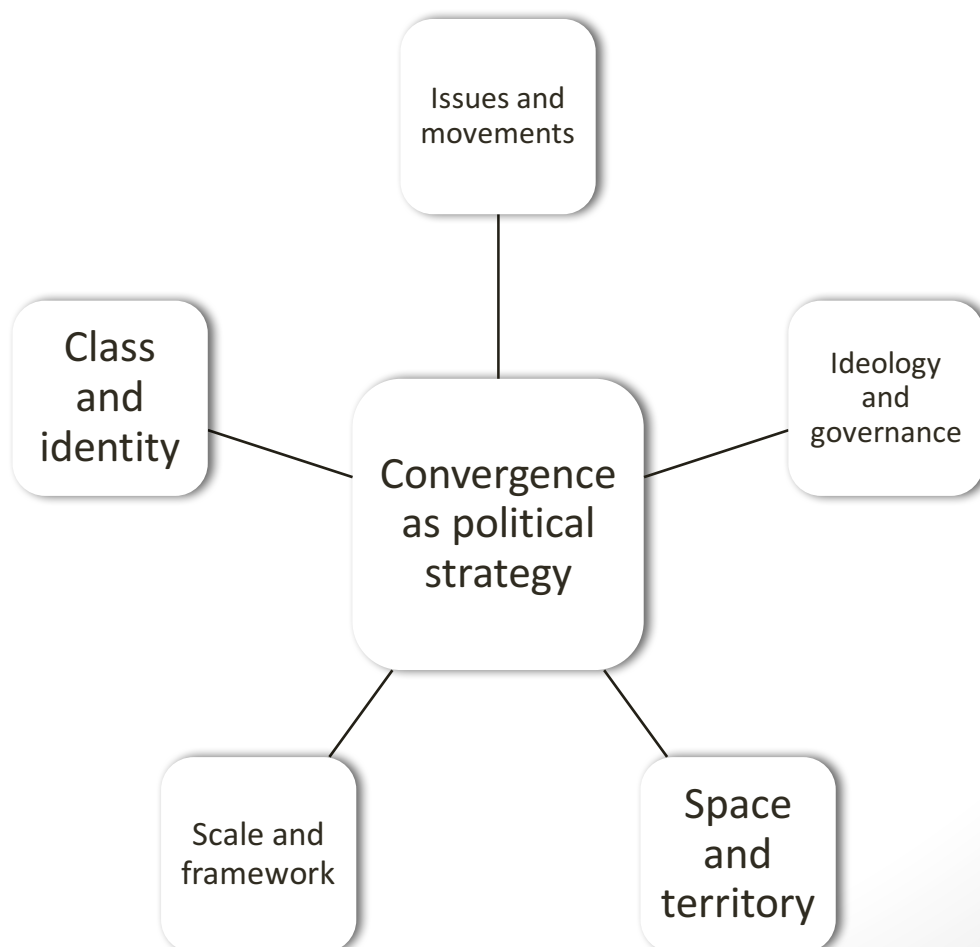 Issues and
movements
Class
and
identity
Ideology
and
governance
Convergence
as political
strategy
Scale and
framework
Space
and
territory